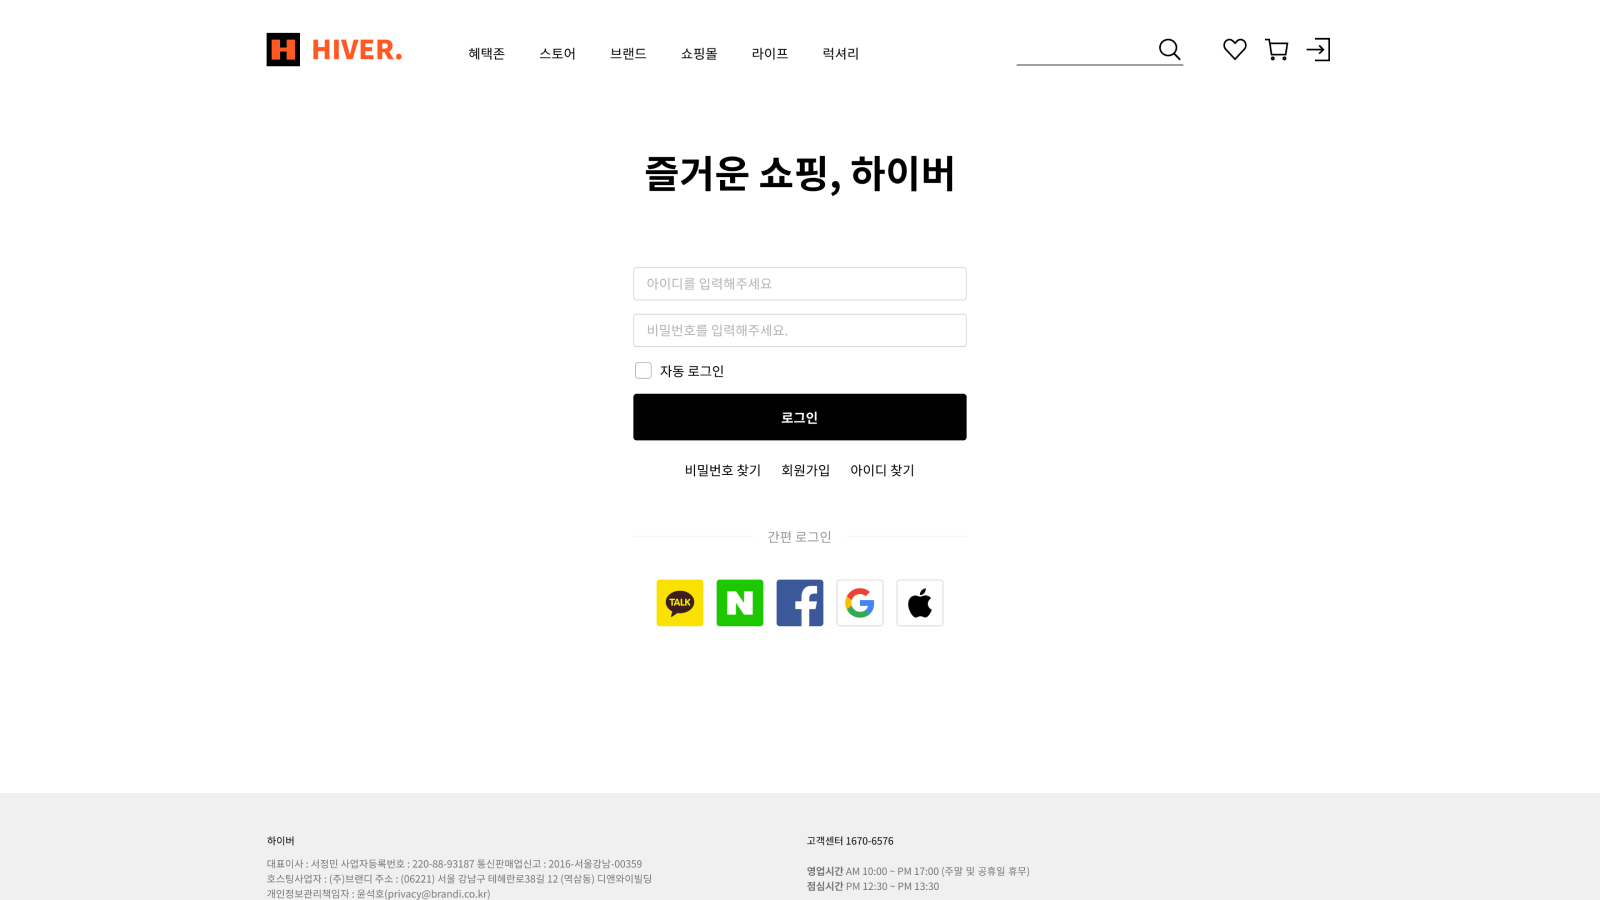 H HIVER.
혜택존 스토어 브랜드 쇼핑몰 라이프 럭셔리
즐거운 쇼핑, 하이버
아이디를 입력해주세요
비밀번호를 입력해주세요.
자동 로그인
로그인
비밀번호 찾기 회원가입 아이디 찾기
간편 로그인
TALK N f G
하이버
대표이사 : 서정민 사업자등록번호 : 220-88-93187 통신판매업신고 : 2016-서울강남-00359
호스팅사업자 : (주)브랜디 주소 : (06221) 서울 강남구 테헤란로38길 12 (역삼동) 디앤와이빌딩
개인정보관리책임자 : 윤석호(privacy@brandi.co.kr)
고객센터 1670-6576
영업시간 AM 10:00 ~ PM 17:00 (주말 및 공휴일 휴무)
점심시간 PM 12:30 ~ PM 13:30